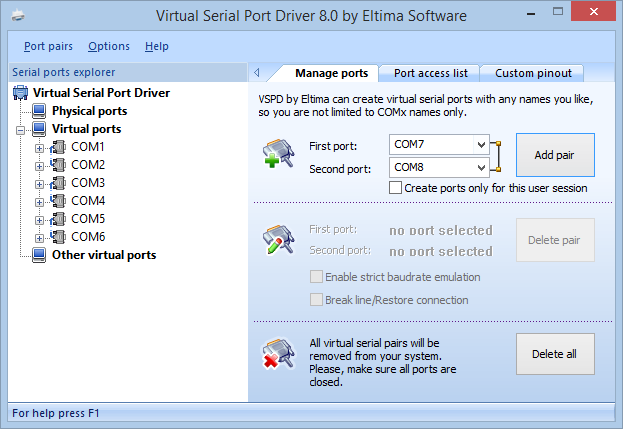 Virtual Serial Port Driver 8.0 by Eltima Software
Port pairs Options Help
Serial ports explorer
Virtual Serial Port Driver
Physical ports
Virtual ports
COM1
COM2
COM3
COM4
COM5
COM6
Other virtual ports
Manage ports Port access list Custom pinout
VSPD by Eltima can create virtual serial ports with any names you like,
so you are not limited to COMx names only.
First port: COM7
Second port: COM8
Add pair
Create ports only for this user session
First port: no port selected
Second port: no port selected
Delete pair
Enable strict baudrate emulation
Break line/Restore connection
All virtual serial pairs will be
removed from your system.
Please, make sure all ports are
closed.
Delete all
For help press F1